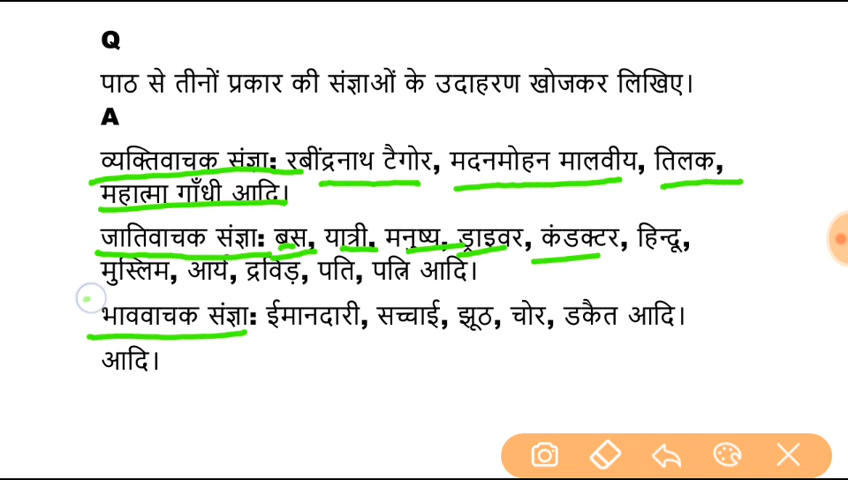 Q
पाठ से तीनों प्रकार की संज्ञाओं के उदाहरण खोजकर लिखिए।
A
व्यक्तिवाचक संज्ञा: रबींद्रनाथ टैगोर, मदनमोहन मालवीय, तिलक,
महात्मा गाँधी आदि।
जातिवाचक संज्ञा: बस, यात्री, मनुष्य, ड्राइवर, कंडक्टर, हिन्दू,
मुस्लिम, आर्य, द्रविड़, पति, पत्नि आदि।
भाववाचक संज्ञा: ईमानदारी, सच्चाई, झूठ, चोर, डकैत आदि।
आदि।